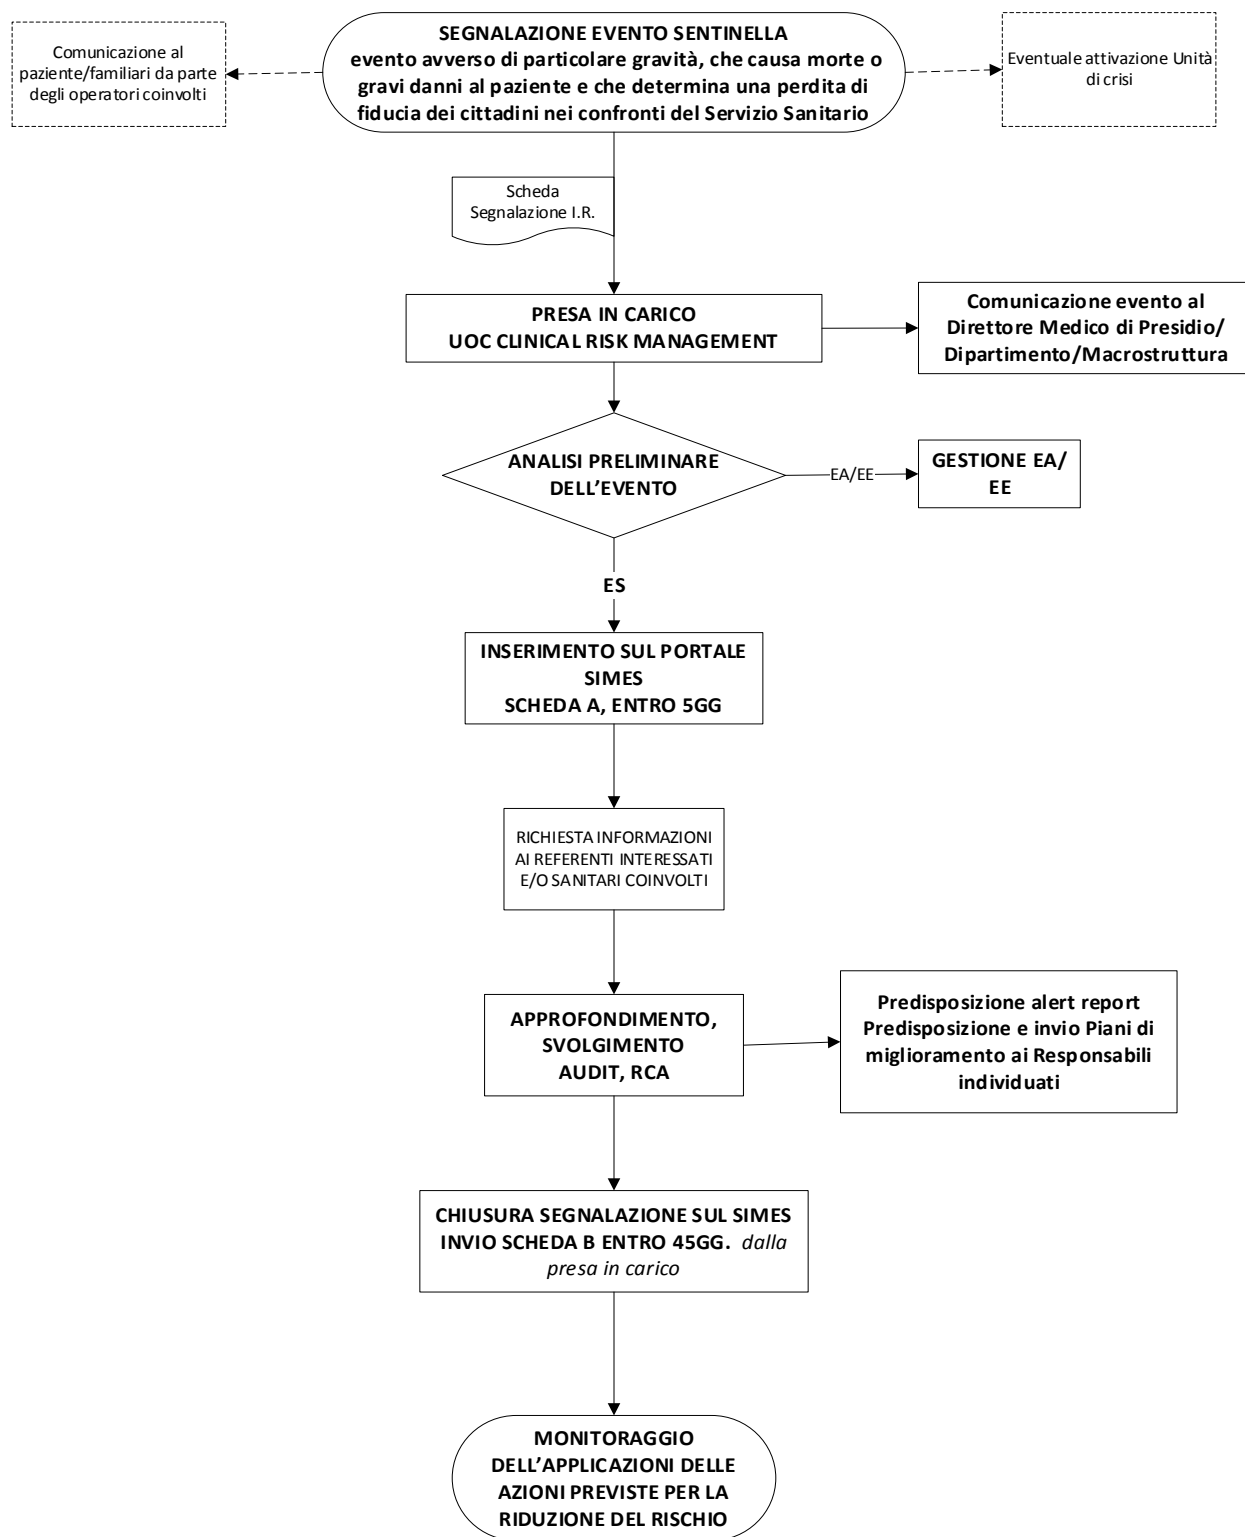 SEGNALAZIONE EVENTO SENTINELLA
evento avverso di particolare gravità, che causa morte o
gravi danni al paziente e che determina una perdita di
fiducia dei cittadini nei confronti del Servizio Sanitario
Comunicazione al
paziente/familiari da parte
degli operatori coinvolti
Eventuale attivazione Unità
di crisi
Scheda
Segnalazione I.R.
PRESA IN CARICO
UOC CLINICAL RISK MANAGEMENT
Comunicazione evento al
Direttore Medico di Presidio/
Dipartimento/Macrostruttura
ANALISI PRELIMINARE
DELL’EVENTO
EA/EE
GESTIONE EA/
EE
ES
INSERIMENTO SUL PORTALE
SIMES
SCHEDA A, ENTRO 5GG
RICHIESTA INFORMAZIONI
AI REFERENTI INTERESSATI
E/O SANITARI COINVOLTI
APPROFONDIMENTO,
SVOLGIMENTO
AUDIT, RCA
Predisposizione alert report
Predisposizione e invio Piani di
miglioramento ai Responsabili
individuati
CHIUSURA SEGNALAZIONE SUL SIMES
INVIO SCHEDA B ENTRO 45GG. dalla
presa in carico
MONITORAGGIO
DELL’APPLICAZIONI DELLE
AZIONI PREVISTE PER LA
RIDUZIONE DEL RISCHIO